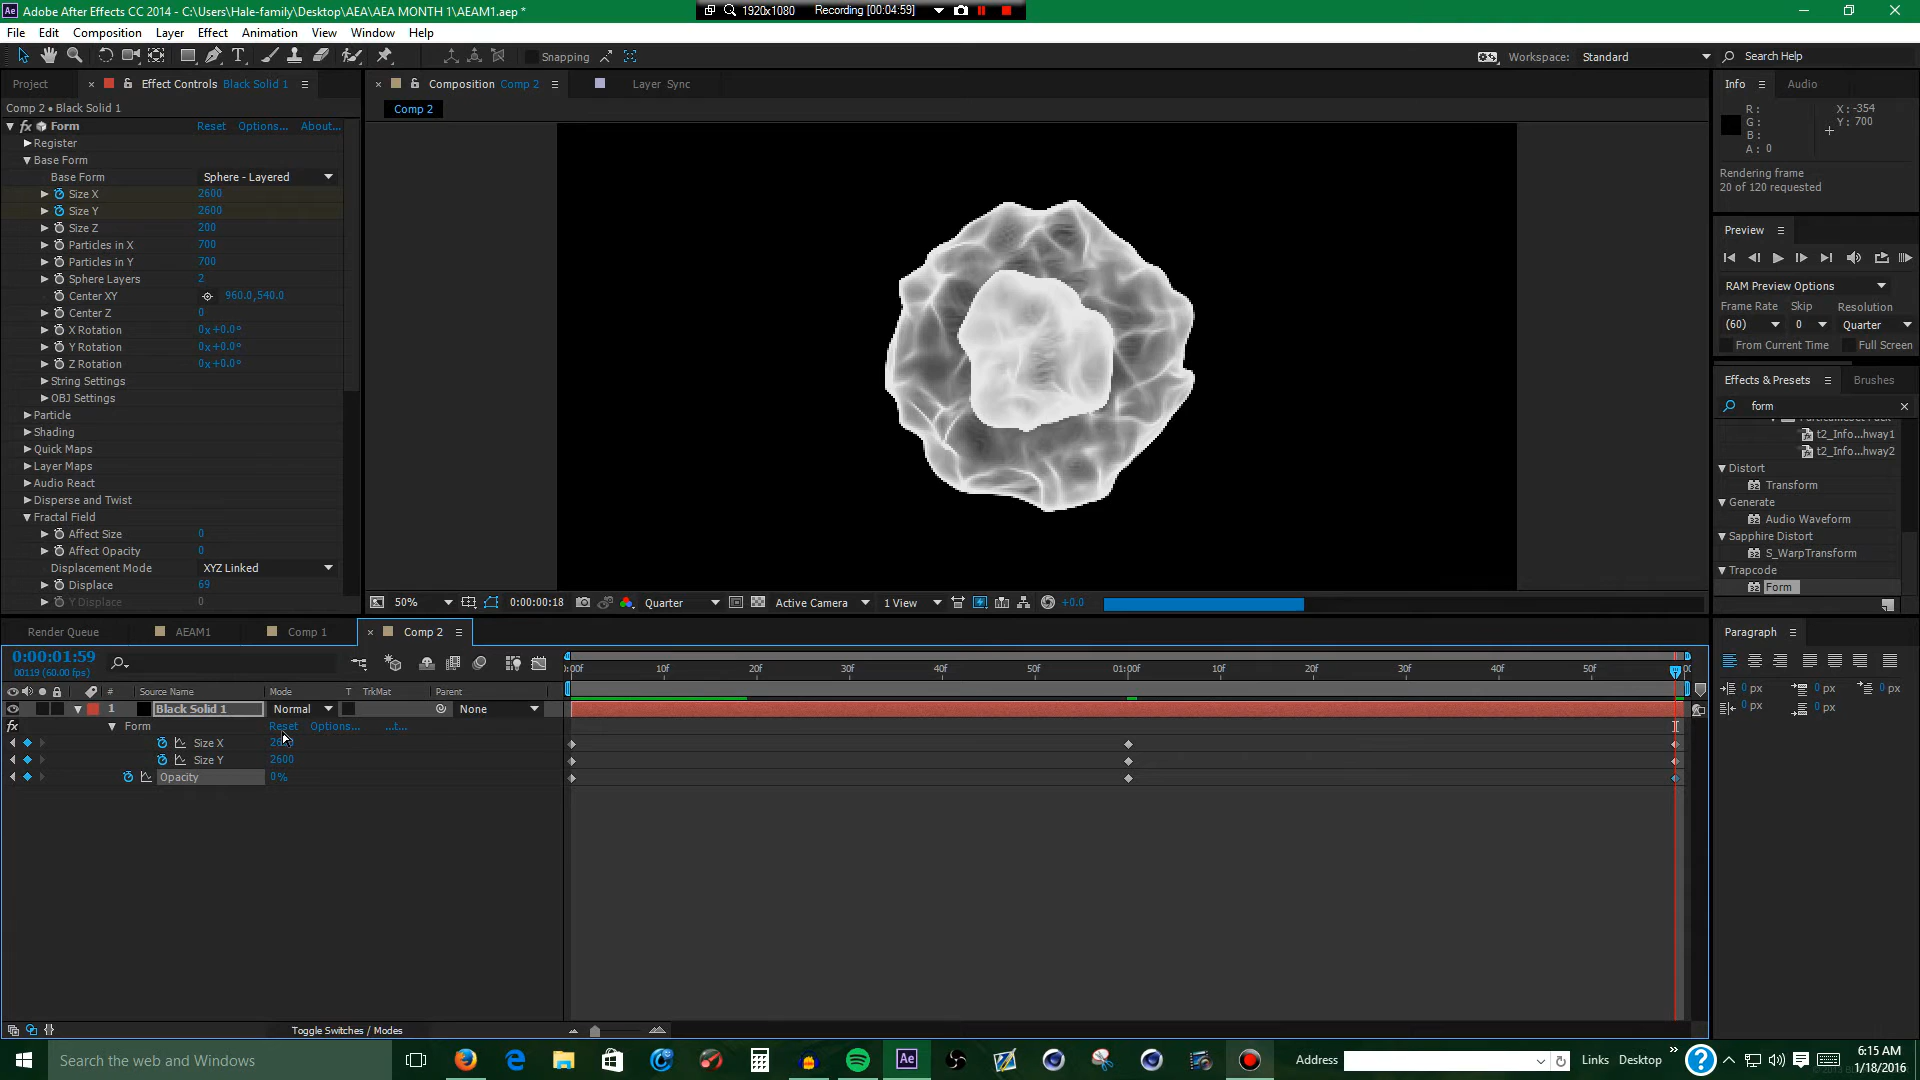 Adobe After Effects CC 2014 - C:\Users\Hale-family\Desktop\AEA\AEA MONTH 1\AEAM1.aep *
1920x1080
Recording [00:04:59]
File Edit Composition Layer Effect Animation View Window Help
Snapping
Workspace: Standard
Search Help
Project
Effect Controls Black Solid 1
Composition Comp 2
Layer Sync
Info
Audio
Comp 2 • Black Solid 1
Comp 2
R:
G:
B:
A: 0
X: -354
Y: 700
Form Reset Options... About...
Register
Base Form
Base Form Sphere - Layered
Size X 2600
Size Y 2600
Size Z 200
Particles in X 700
Particles in Y 700
Sphere Layers 2
Center XY 960.0,540.0
Center Z 0
X Rotation 0x+0.0°
Y Rotation 0x+0.0°
Z Rotation 0x+0.0°
String Settings
OBJ Settings
Particle
Shading
Quick Maps
Layer Maps
Audio React
Disperse and Twist
Fractal Field
Affect Size 0
Affect Opacity 0
Displacement Mode XYZ Linked
Displace 69
Y Displace 0
Rendering frame
20 of 120 requested
Preview
RAM Preview Options
Frame Rate Skip Resolution
(60) 0 Quarter
From Current Time Full Screen
Effects & Presets
Brushes
form
t2_Info...hway1
t2_Info...hway2
Distort
Transform
Generate
Audio Waveform
Sapphire Distort
S_WarpTransform
Trapcode
Form
50% 0:00:00:18 Quarter Active Camera 1 View +0.0
Render Queue
AEAM1
Comp 1
Comp 2
Paragraph
0:00:01:59
00119 (60.00 fps)
):00f 10f 20f 30f 40f 50f 01:00f 10f 20f 30f 40f 50f
# Source Name Mode T TrkMat Parent
1 Black Solid 1 Normal None
Form Reset Options... ...t...
Size X
Size Y 2600
Opacity 0%
0 px 0 px 0 px
0 px 0 px
Toggle Switches / Modes
Search the web and Windows
Ae
Address
Links Desktop
6:15 AM
1/18/2016